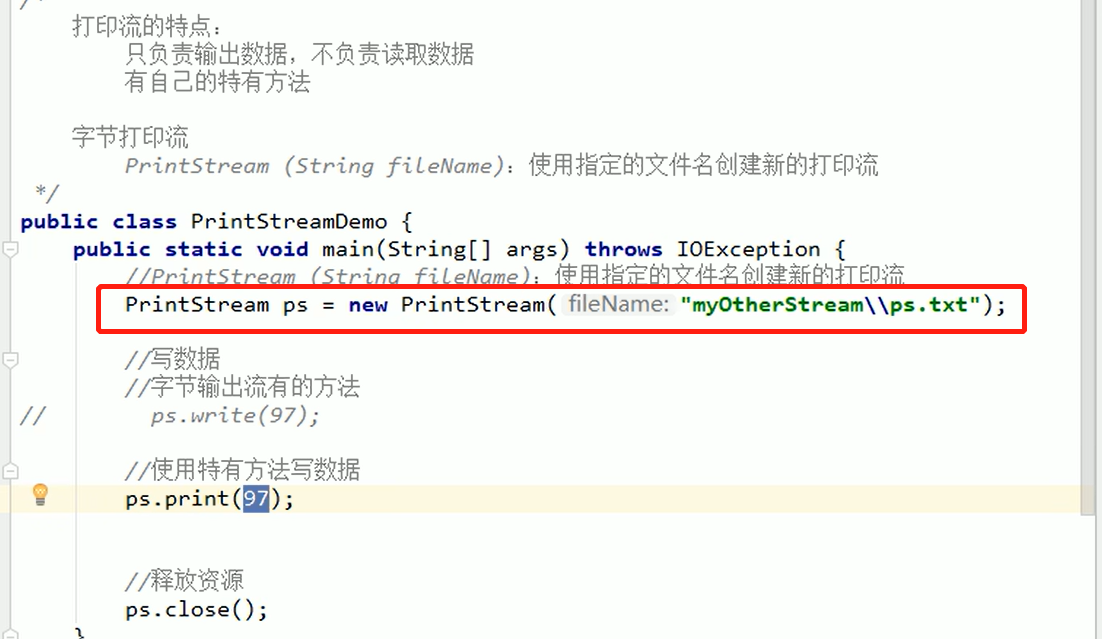 /*
打印流的特点:
只负责输出数据，不负责读取数据
有自己的特有方法
字节打印流
PrintStream (String fileName): 使用指定的文件名创建新的打印流
*/
public class PrintStreamDemo {
public static void main(String[] args) throws IOException {
//PrintStream (String fileName): 使用指定的文件名创建新的打印流
PrintStream ps = new PrintStream( fileName: "myOtherStream\\ps.txt");
//写数据
//字节输出流有的方法
// ps.write(97);
//使用特有方法写数据
ps.print(97);
//释放资源
ps.close();
}